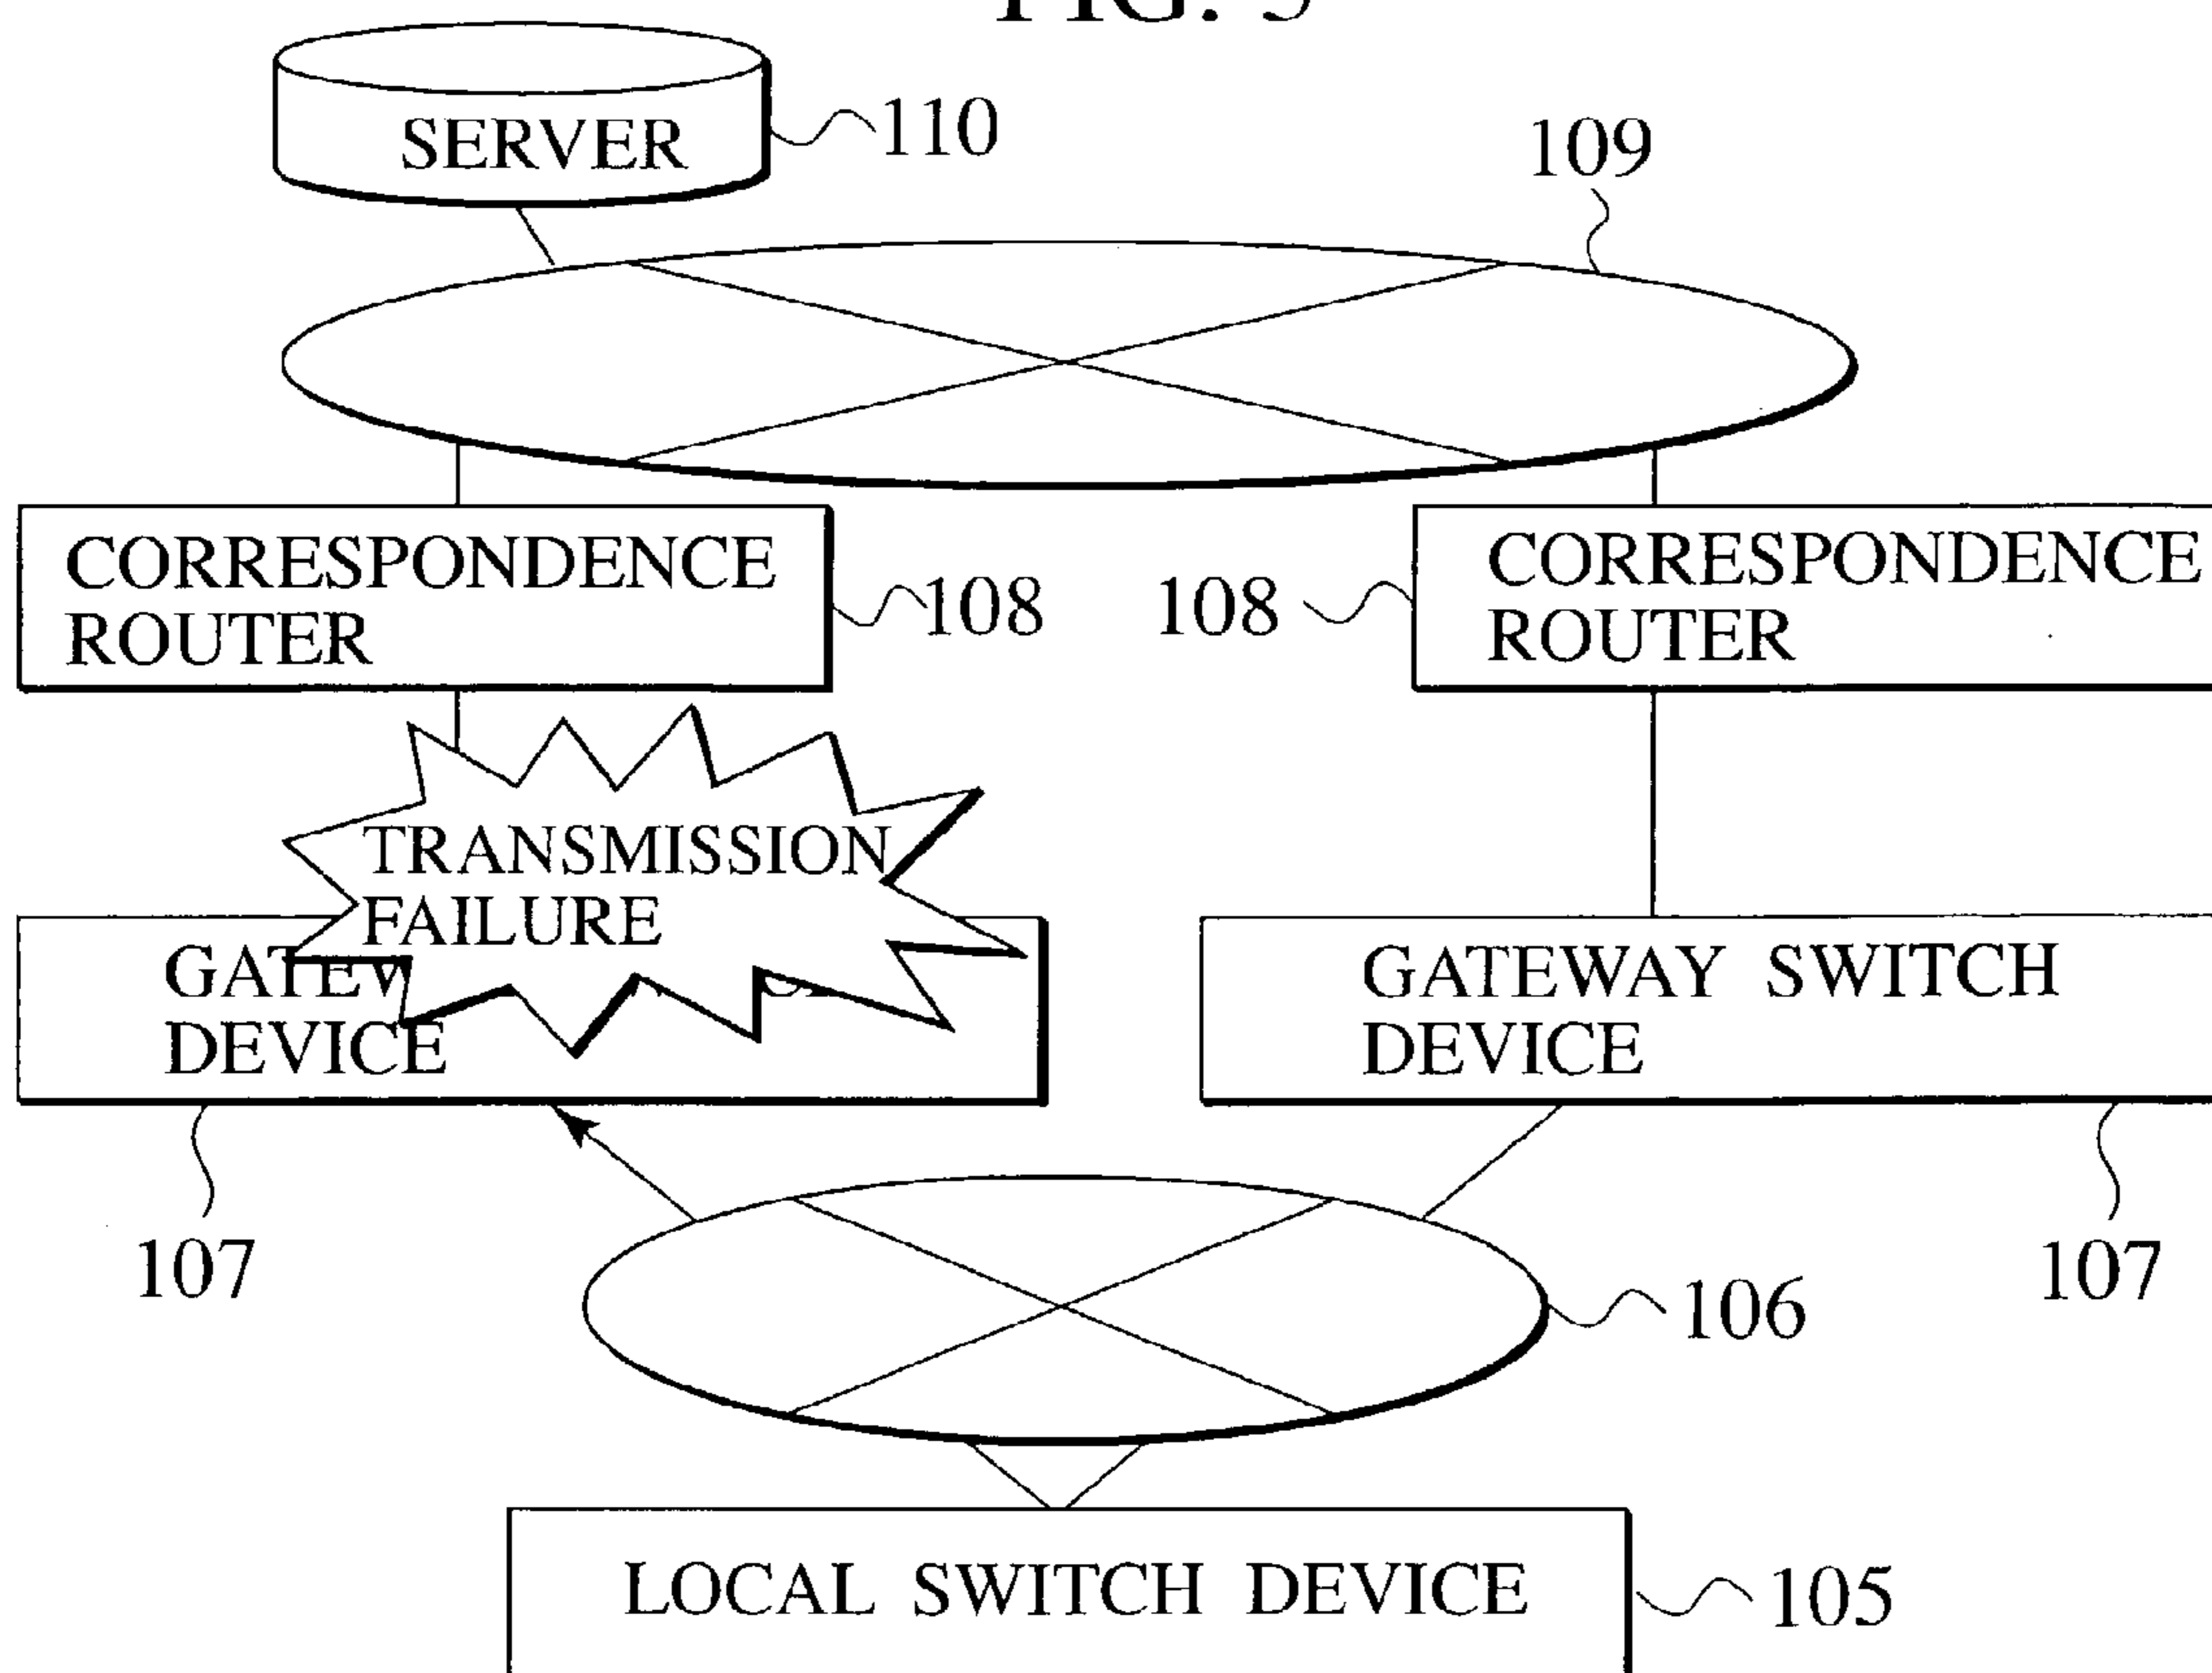 SERVER
110
109
CORRESPONDENCE
ROUTER
108
108
CORRESPONDENCE
ROUTER
TRANSMISSION
FAILURE
DEVICE
GATEWAY SWITCH
DEVICE
107
107
106
LOCAL SWITCH DEVICE
105